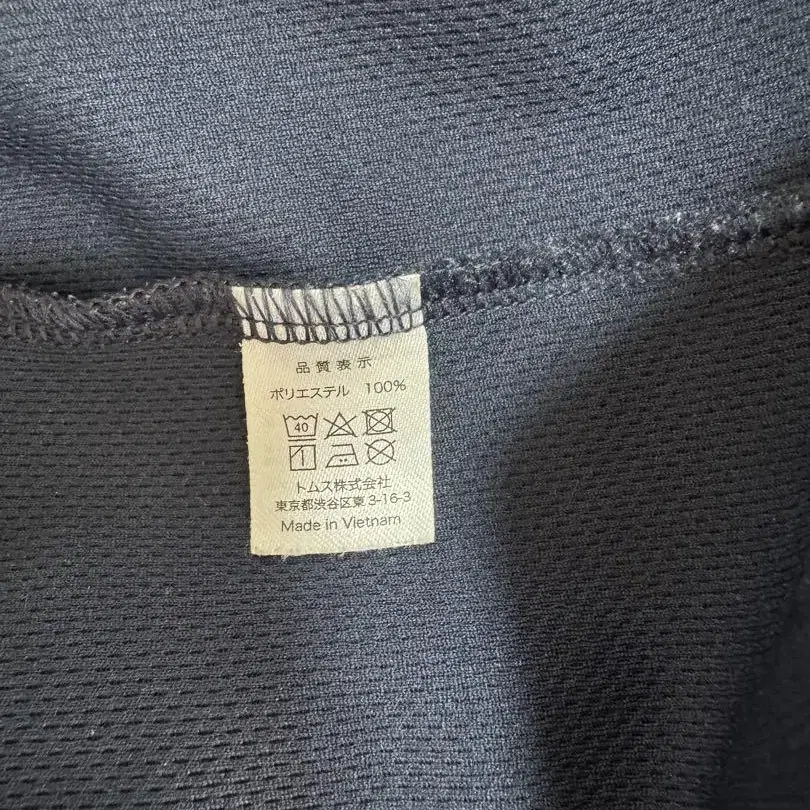 品質表示
ポリエステル 100%
40
トムス株式会社
東京都渋谷区東 3-16-3
Made in Vietnam